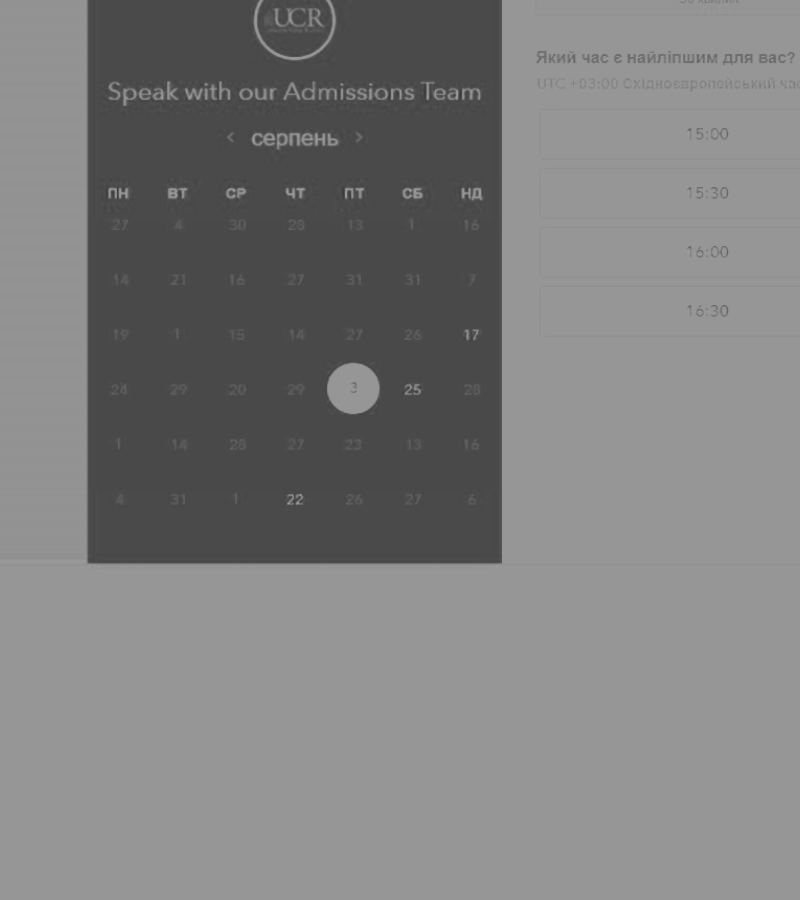 UCR
Speak with our Admissions Team
‹ серпень ›
ПН ВТ СР ЧТ ПТ СБ НД
27 4 30 28 13 1 16
14 21 16 27 31 31 7
19 1 15 14 27 26 17
24 29 20 29 3 25 28
1 14 28 27 23 13 16
4 31 1 22 26 27 6
Який час є найліпшим для вас?
UTC +03:00 Східноєвропейський час
15:00
15:30
16:00
16:30